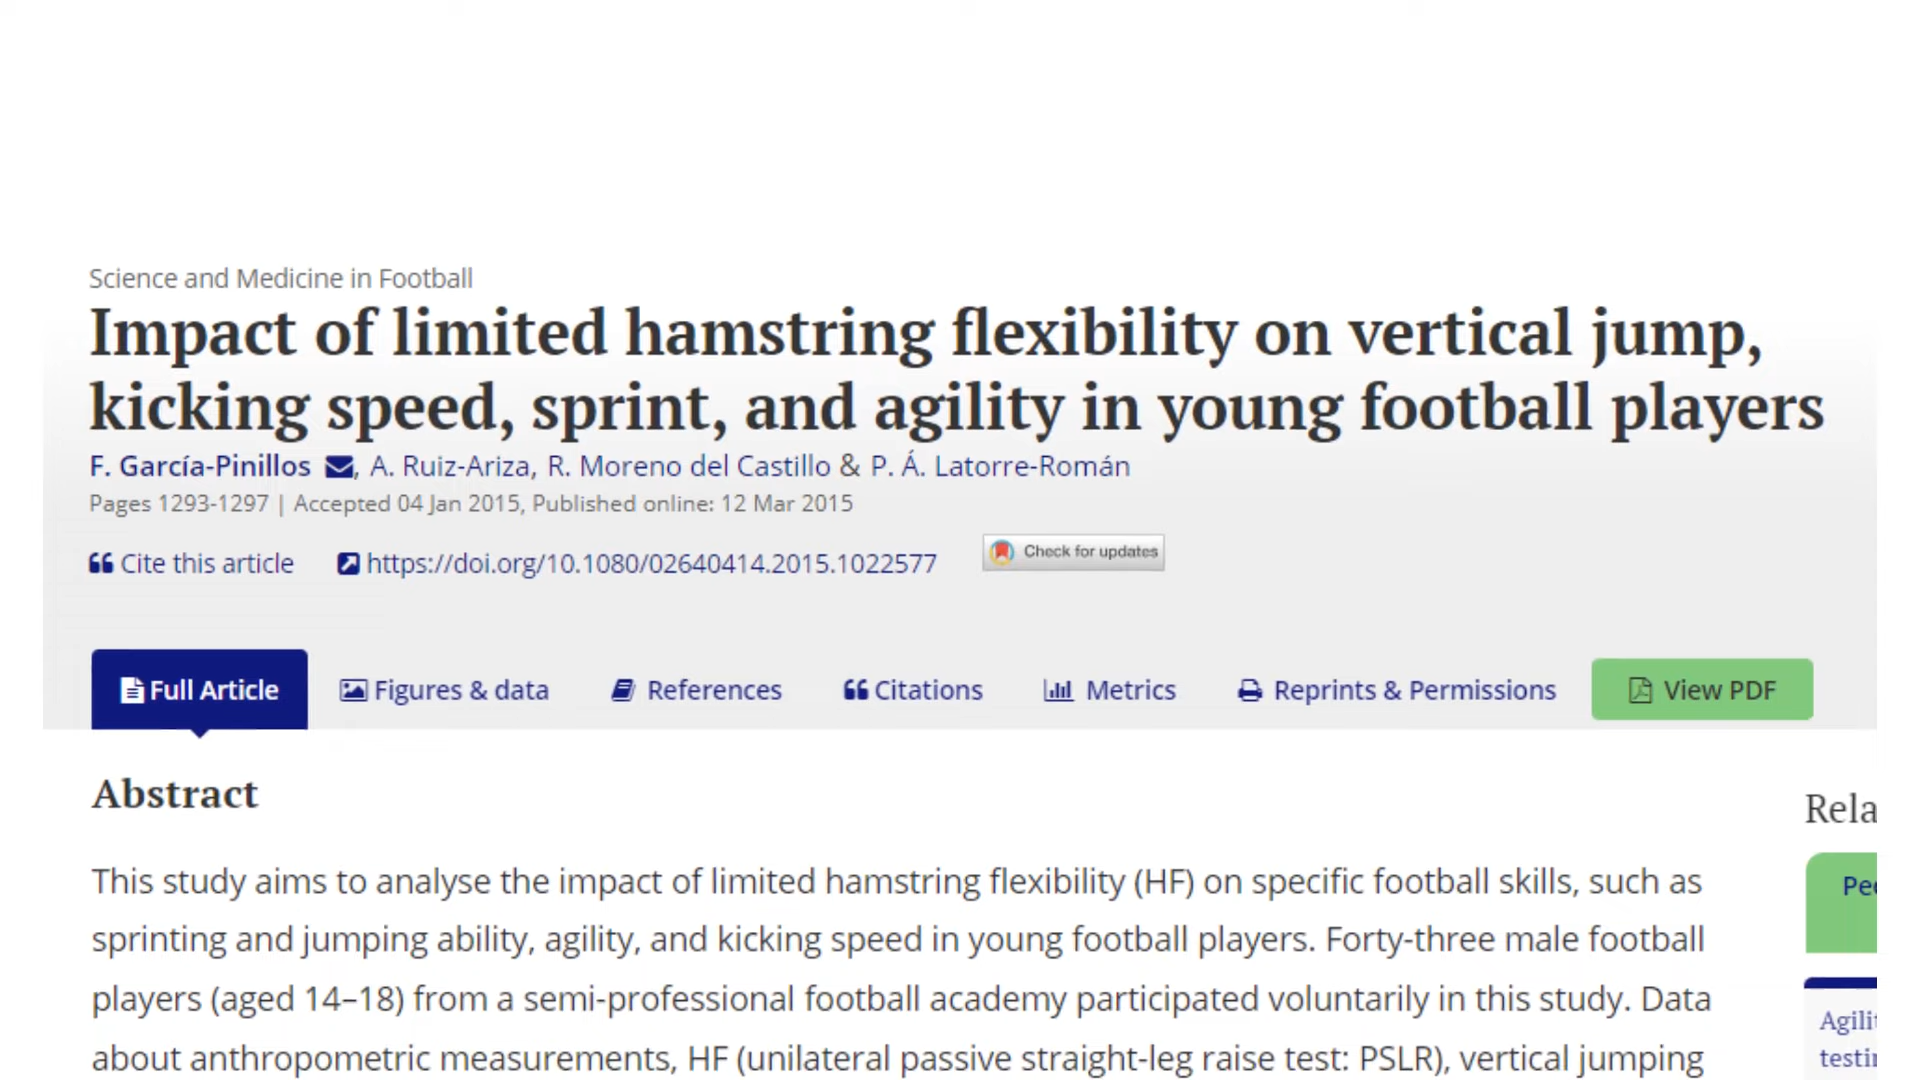 Science and Medicine in Football
Impact of limited hamstring flexibility on vertical jump,
kicking speed, sprint, and agility in young football players
F. García-Pinillos , A. Ruiz-Ariza, R. Moreno del Castillo & P. Á. Latorre-Román
Pages 1293-1297 | Accepted 04 Jan 2015, Published online: 12 Mar 2015
Cite this article https://doi.org/10.1080/02640414.2015.1022577 Check for updates
Full Article Figures & data References Citations Metrics Reprints & Permissions View PDF
Abstract
Rela
This study aims to analyse the impact of limited hamstring flexibility (HF) on specific football skills, such as
sprinting and jumping ability, agility, and kicking speed in young football players. Forty-three male football
players (aged 14–18) from a semi-professional football academy participated voluntarily in this study. Data
about anthropometric measurements, HF (unilateral passive straight-leg raise test: PSLR), vertical jumping